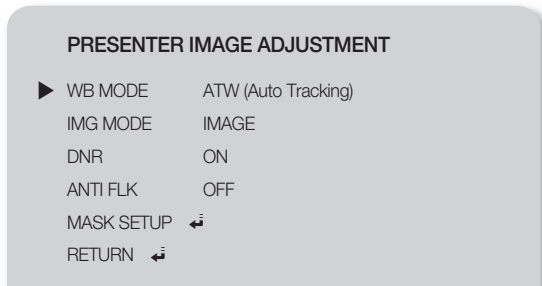 PRESENTER IMAGE ADJUSTMENT
WB MODE ATW (Auto Tracking)
IMG MODE IMAGE
DNR ON
ANTI FLK OFF
MASK SETUP
RETURN